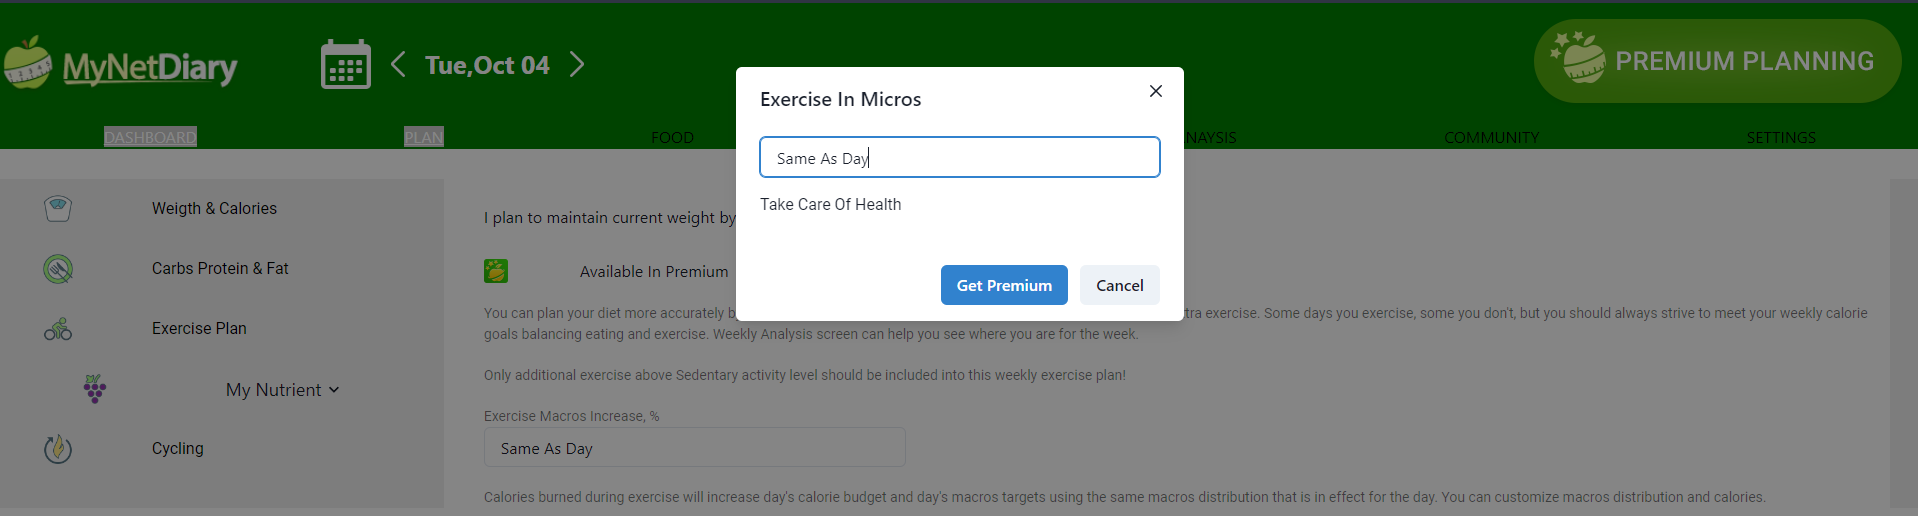 MyNetDiary
Tue,Oct 04
PREMIUM PLANNING
DASHBOARD
PLAN
FOOD
NAYSIS
COMMUNITY
SETTINGS
Exercise In Micros
Same As Day
Take Care Of Health
Get Premium
Cancel
Weigth & Calories
Carbs Protein & Fat
Exercise Plan
My Nutrient
Cycling
I plan to maintain current weight by
Available In Premium
You can plan your diet more accurately b
tra exercise. Some days you exercise, some you don't, but you should always strive to meet your weekly calorie
goals balancing eating and exercise. Weekly Analysis screen can help you see where you are for the week.
Only additional exercise above Sedentary activity level should be included into this weekly exercise plan!
Exercise Macros Increase, %
Same As Day
Calories burned during exercise will increase day's calorie budget and day's macros targets using the same macros distribution that is in effect for the day. You can customize macros distribution and calories.